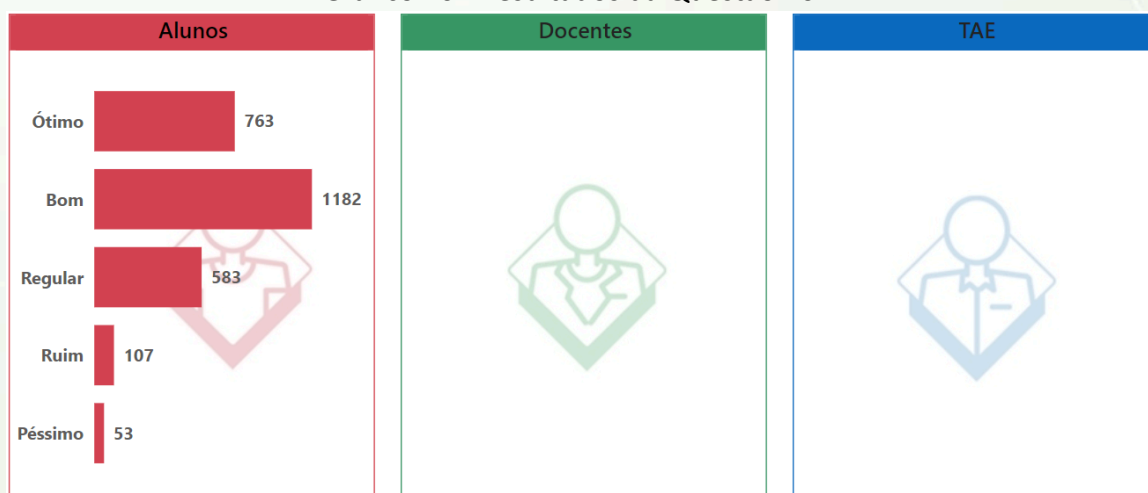 Alunos
Docentes
TAE
Ótimo 763
Bom 1182
Regular 583
Ruim 107
Péssimo 53